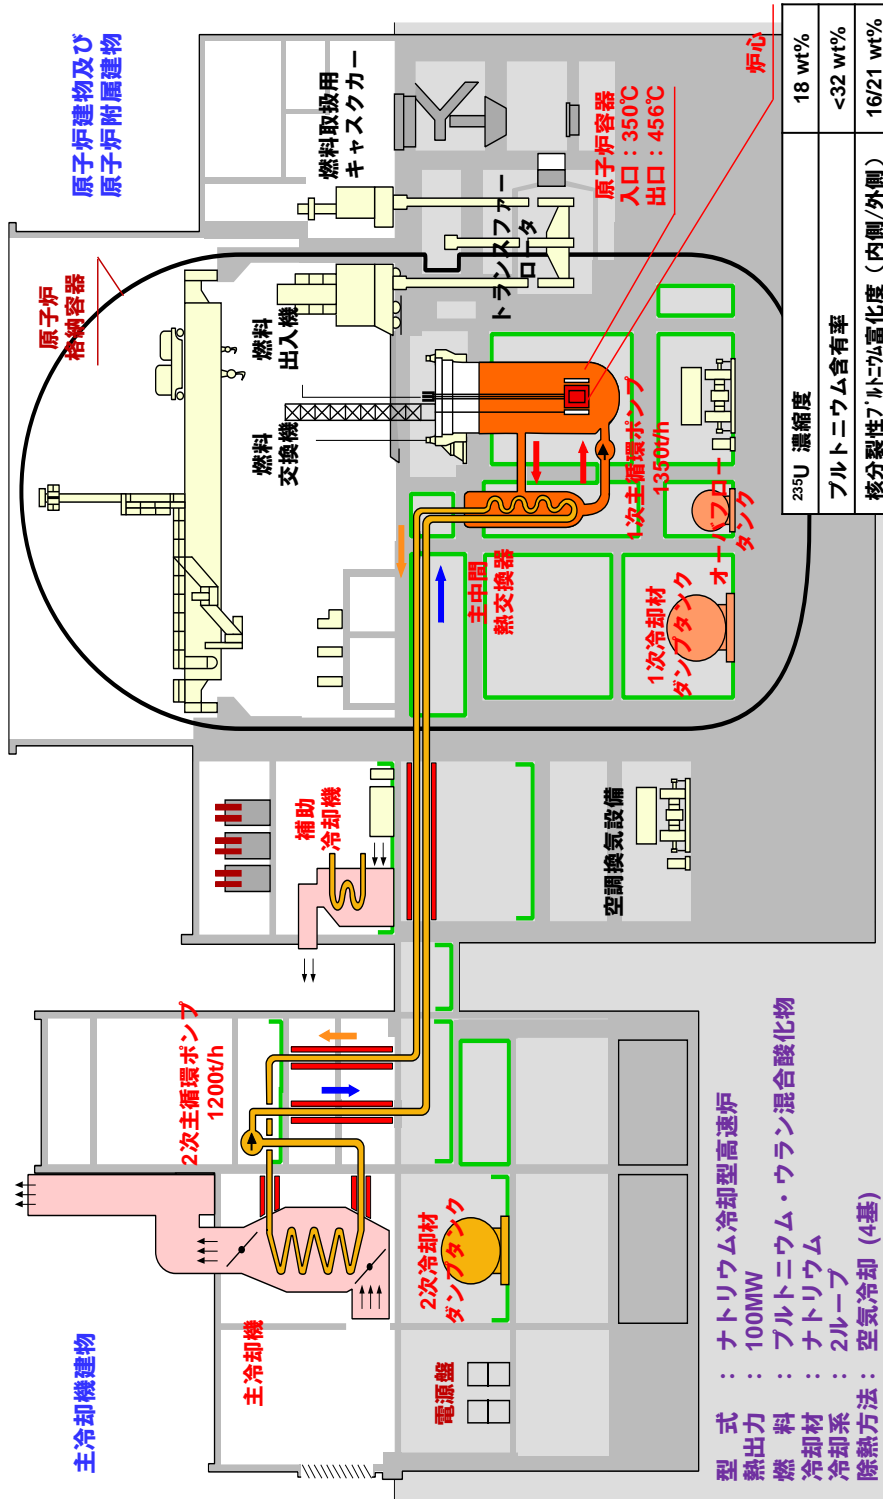 主冷却機建物
原子炉建物及び
原子炉附属建物
原子炉
格納容器
燃料取扱用
キャスクカー
燃料
出入機
燃料
交換機
トランスファー
ロータ
原子炉容器
入口：350℃
出口：456℃
炉心
1次主循環ポンプ
1350t/h
主中間
熱交換器
オーバフロー
タンク
1次冷却材
ダンプタンク
補助
冷却機
空調換気設備
2次主循環ポンプ
1200t/h
主冷却機
2次冷却材
ダンプタンク
電源盤
型　式　：　ナトリウム冷却型高速炉
熱出力　：　100MW
燃　料　：　プルトニウム・ウラン混合酸化物
冷却材　：　ナトリウム
冷却系　：　2ループ
除熱方法：　空気冷却 (4基)
²³⁵U 濃縮度 18 wt%
プルトニウム含有率 <32 wt%
核分裂性ﾌﾟﾙﾄﾆｳﾑ富化度（内側/外側） 16/21 wt%